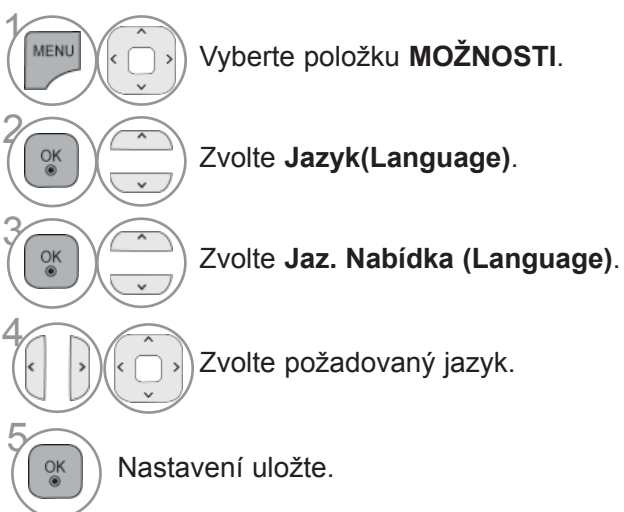 1
MENU
Vyberte položku MOŽNOSTI.
2
OK
Zvolte Jazyk(Language).
3
OK
Zvolte Jaz. Nabídka (Language).
4
Zvolte požadovaný jazyk.
5
OK
Nastavení uložte.